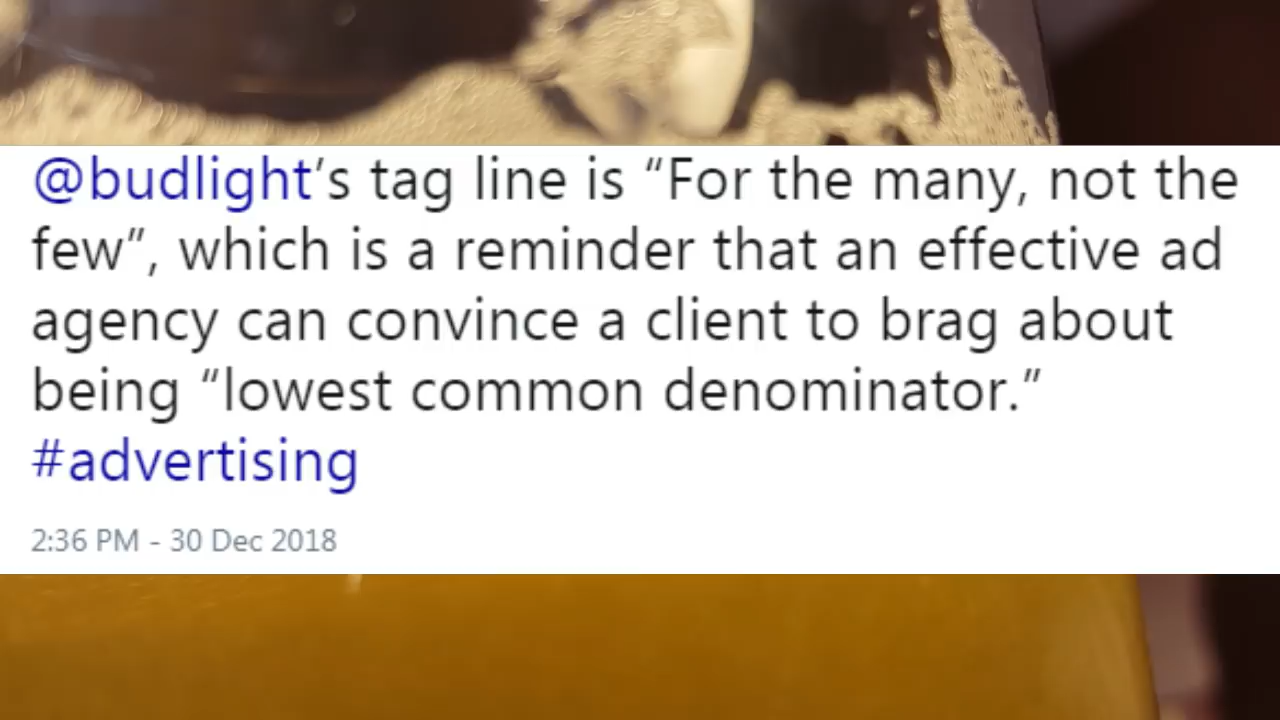 @budlight’s tag line is “For the many, not the
few”, which is a reminder that an effective ad
agency can convince a client to brag about
being “lowest common denominator.”
#advertising
2:36 PM - 30 Dec 2018